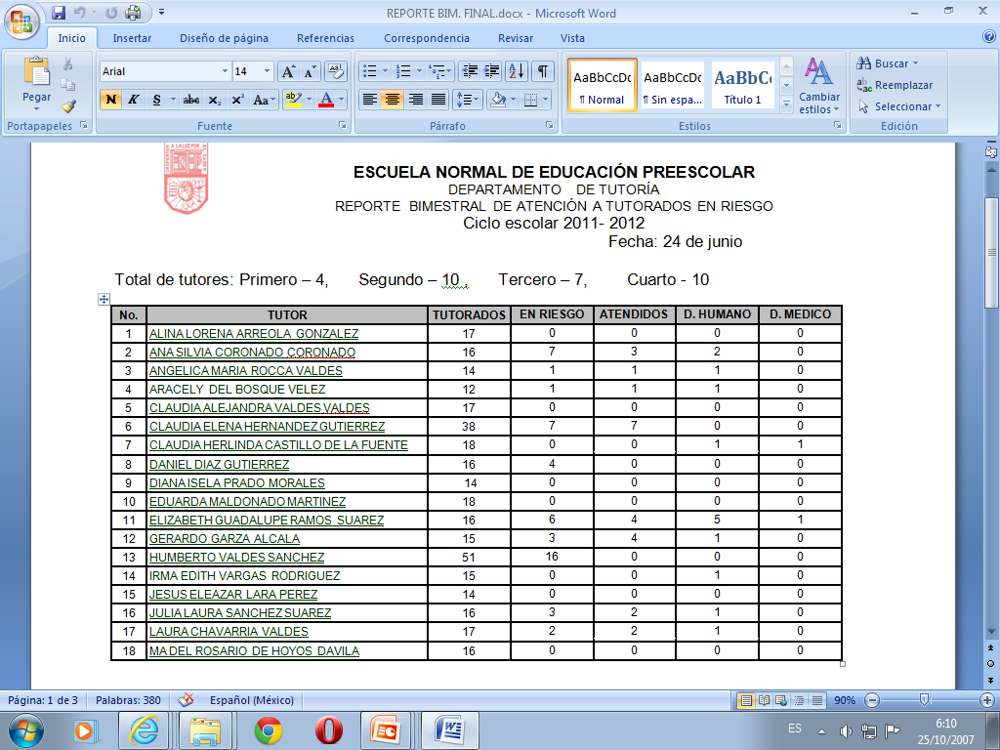 REPORTE BIM. FINAL.docx - Microsoft Word
Inicio Insertar Diseño de página Referencias Correspondencia Revisar Vista
Pegar
Portapapeles
Arial 14
N K S abc x₂ x² Aa
Fuente
Párrafo
AaBbCcDc AaBbCcDc AaBbC
¶ Normal ¶ Sin espa... Título 1
Cambiar estilos
Estilos
Buscar
Reemplazar
Seleccionar
Edición
ESCUELA NORMAL DE EDUCACIÓN PREESCOLAR
DEPARTAMENTO DE TUTORÍA
REPORTE BIMESTRAL DE ATENCIÓN A TUTORADOS EN RIESGO
Ciclo escolar 2011- 2012
Fecha: 24 de junio
Total de tutores: Primero – 4, Segundo – 10 , Tercero – 7, Cuarto - 10
No. TUTOR TUTORADOS EN RIESGO ATENDIDOS D. HUMANO D. MEDICO
1 ALINA LORENA ARREOLA GONZALEZ 17 0 0 0 0
2 ANA SILVIA CORONADO CORONADO 16 7 3 2 0
3 ANGELICA MARIA ROCCA VALDES 14 1 1 1 0
4 ARACELY DEL BOSQUE VELEZ 12 1 1 1 0
5 CLAUDIA ALEJANDRA VALDES VALDES 17 0 0 0 0
6 CLAUDIA ELENA HERNANDEZ GUTIERREZ 38 7 7 0 0
7 CLAUDIA HERLINDA CASTILLO DE LA FUENTE 18 0 0 1 1
8 DANIEL DIAZ GUTIERREZ 16 4 0 0 0
9 DIANA ISELA PRADO MORALES 14 0 0 0 0
10 EDUARDA MALDONADO MARTINEZ 18 0 0 0 0
11 ELIZABETH GUADALUPE RAMOS SUAREZ 16 6 4 5 1
12 GERARDO GARZA ALCALA 15 3 4 1 0
13 HUMBERTO VALDES SANCHEZ 51 16 0 0 0
14 IRMA EDITH VARGAS RODRIGUEZ 15 0 0 1 0
15 JESUS ELEAZAR LARA PEREZ 14 0 0 0 0
16 JULIA LAURA SANCHEZ SUAREZ 16 3 2 1 0
17 LAURA CHAVARRIA VALDES 17 2 2 1 0
18 MA DEL ROSARIO DE HOYOS DAVILA 16 0 0 0 0
Página: 1 de 3 Palabras: 380 Español (México) 90%
ES 6:10
25/10/2007